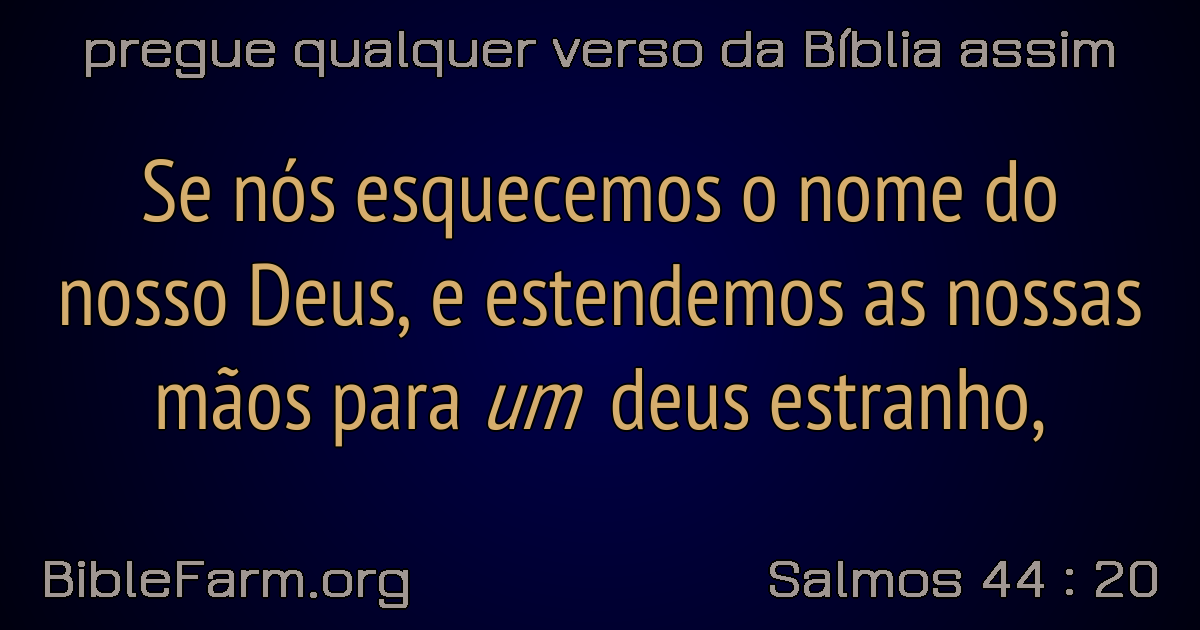 pregue qualquer verso da Bíblia assim
Se nós esquecemos o nome do
nosso Deus, e estendemos as nossas
mãos para um deus estranho,
BibleFarm.org
Salmos 44 : 20